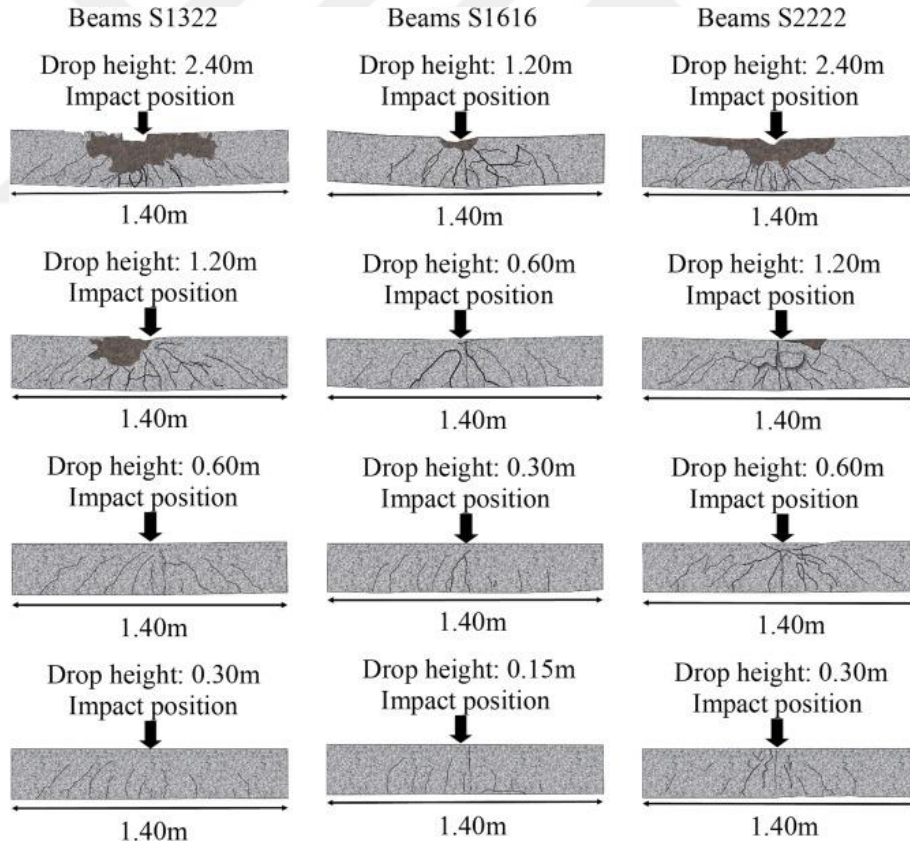 Beams S1322
Beams S1616
Beams S2222
Drop height: 2.40m
Impact position
1.40m
Drop height: 1.20m
Impact position
1.40m
Drop height: 2.40m
Impact position
1.40m
Drop height: 1.20m
Impact position
1.40m
Drop height: 0.60m
Impact position
1.40m
Drop height: 1.20m
Impact position
1.40m
Drop height: 0.60m
Impact position
1.40m
Drop height: 0.30m
Impact position
1.40m
Drop height: 0.60m
Impact position
1.40m
Drop height: 0.30m
Impact position
1.40m
Drop height: 0.15m
Impact position
1.40m
Drop height: 0.30m
Impact position
1.40m